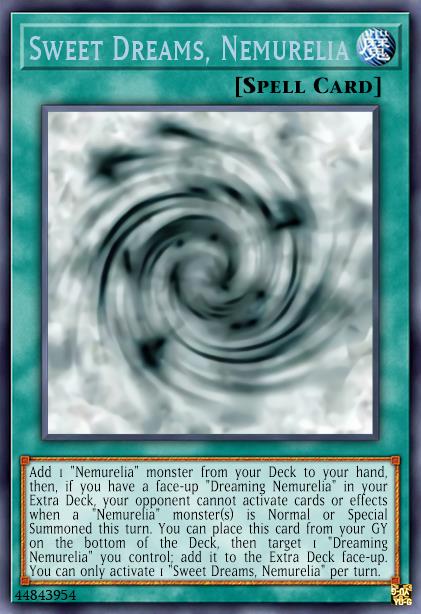 Sweet Dreams, Nemurelia
魔
[Spell Card]
Add 1 "Nemurelia" monster from your Deck to your hand,
then, if you have a face-up "Dreaming Nemurelia" in your
Extra Deck, your opponent cannot activate cards or effects
when a "Nemurelia" monster(s) is Normal or Special
Summoned this turn. You can place this card from your GY
on the bottom of the Deck, then target 1 "Dreaming
Nemurelia" you control; add it to the Extra Deck face-up.
You can only activate 1 "Sweet Dreams, Nemurelia" per turn.
44843954